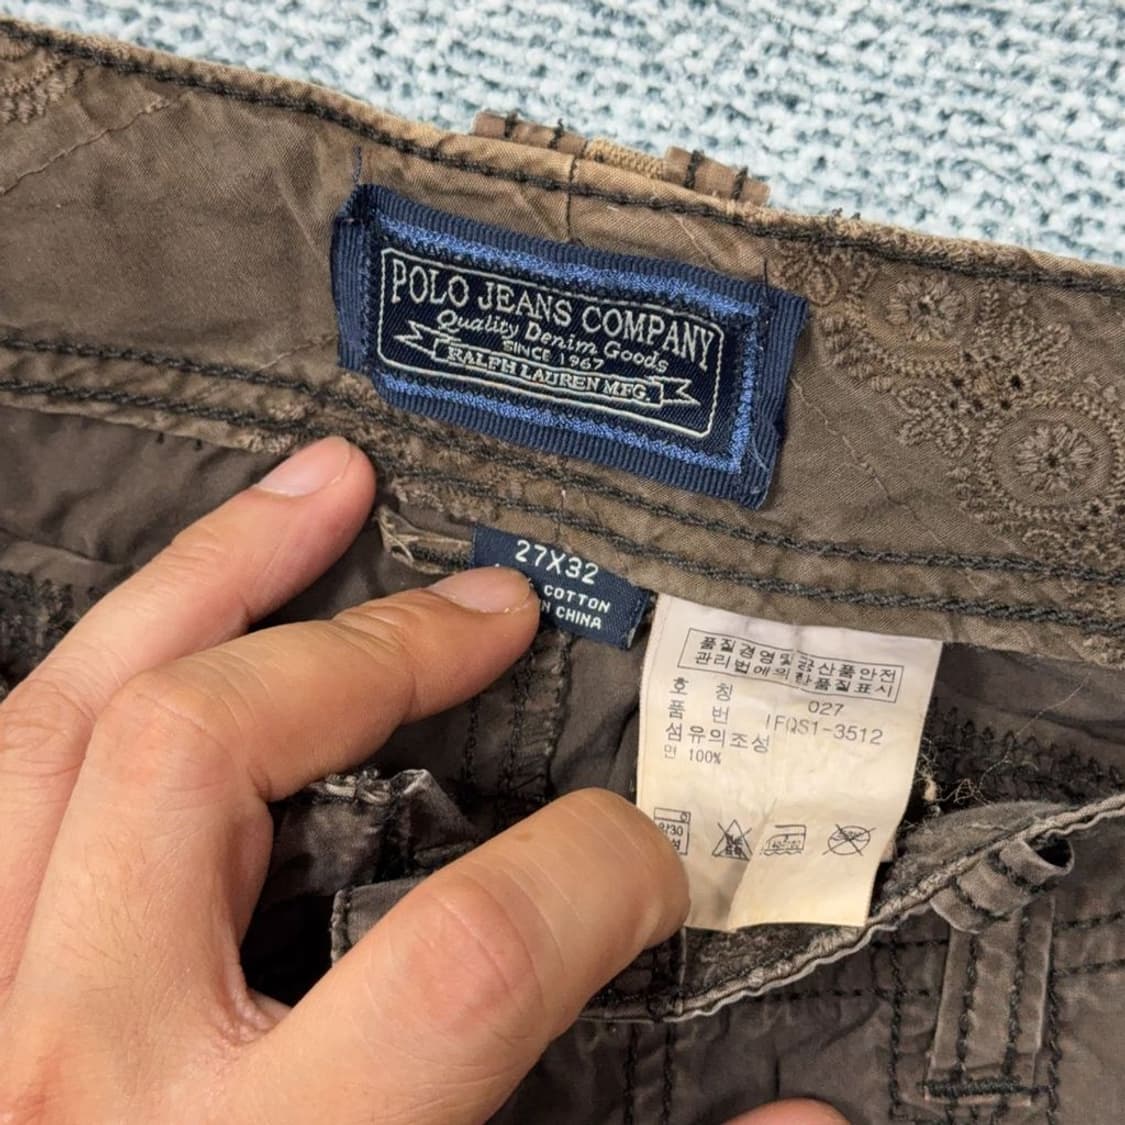 POLO JEANS COMPANY
Quality Denim Goods
SINCE 1967
RALPH LAUREN MFG.
27X32
COTTON
CHINA
품질경영및공산품안전
관리법에의한품질표시
호 칭 027
품 번 IFQS1-3512
섬유의조성
면 100%